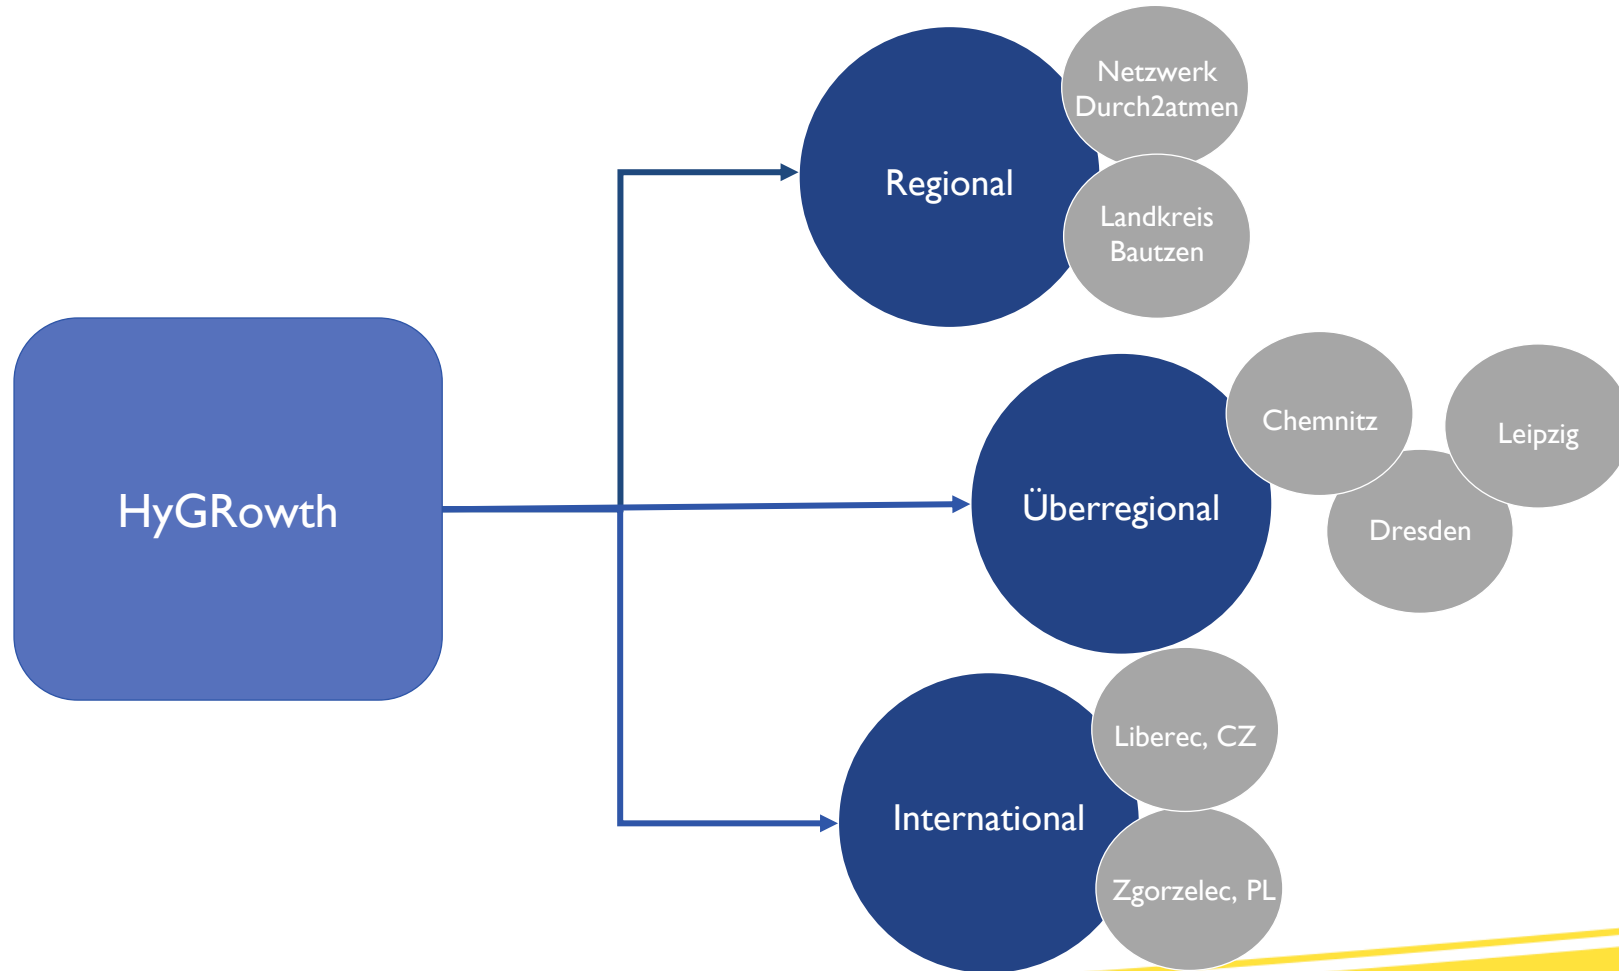 Netzwerk
Durch2atmen
Regional
Landkreis
Bautzen
Chemnitz
Leipzig
HyGRowth
Überregional
Dresden
Liberec, CZ
International
Zgorzelec, PL